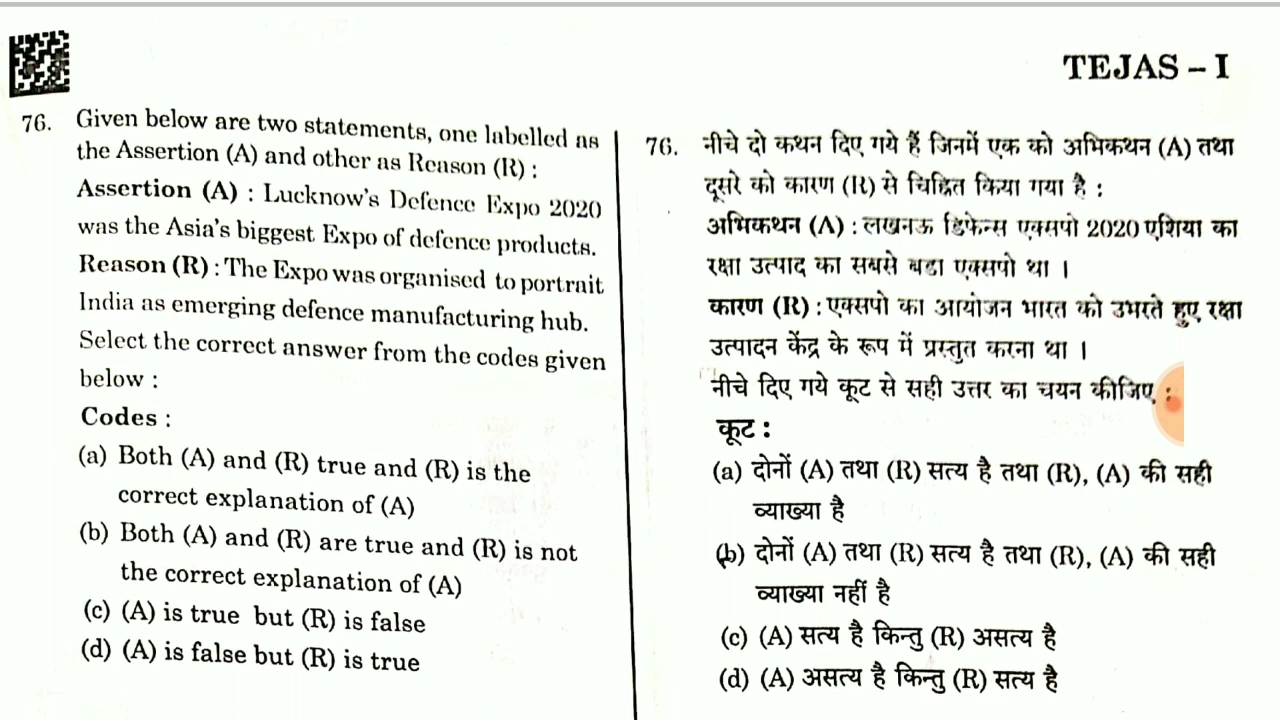 TEJAS – I
76. Given below are two statements, one labelled as
the Assertion (A) and other as Reason (R) :
Assertion (A) : Lucknow's Defence Expo 2020
was the Asia's biggest Expo of defence products.
Reason (R) : The Expo was organised to portrait
India as emerging defence manufacturing hub.
Select the correct answer from the codes given
below :
Codes :
(a) Both (A) and (R) true and (R) is the
correct explanation of (A)
(b) Both (A) and (R) are true and (R) is not
the correct explanation of (A)
(c) (A) is true but (R) is false
(d) (A) is false but (R) is true
76. नीचे दो कथन दिए गये हैं जिनमें एक को अभिकथन (A) तथा
दूसरे को कारण (R) से चिह्नित किया गया है :
अभिकथन (A) : लखनऊ डिफेन्स एक्सपो 2020 एशिया का
रक्षा उत्पाद का सबसे बडा एक्सपो था ।
कारण (R) : एक्सपो का आयोजन भारत को उभरते हुए रक्षा
उत्पादन केंद्र के रूप में प्रस्तुत करना था ।
नीचे दिए गये कूट से सही उत्तर का चयन कीजिए :
कूट :
(a) दोनों (A) तथा (R) सत्य है तथा (R), (A) की सही
व्याख्या है
(b) दोनों (A) तथा (R) सत्य है तथा (R), (A) की सही
व्याख्या नहीं है
(c) (A) सत्य है किन्तु (R) असत्य है
(d) (A) असत्य है किन्तु (R) सत्य है